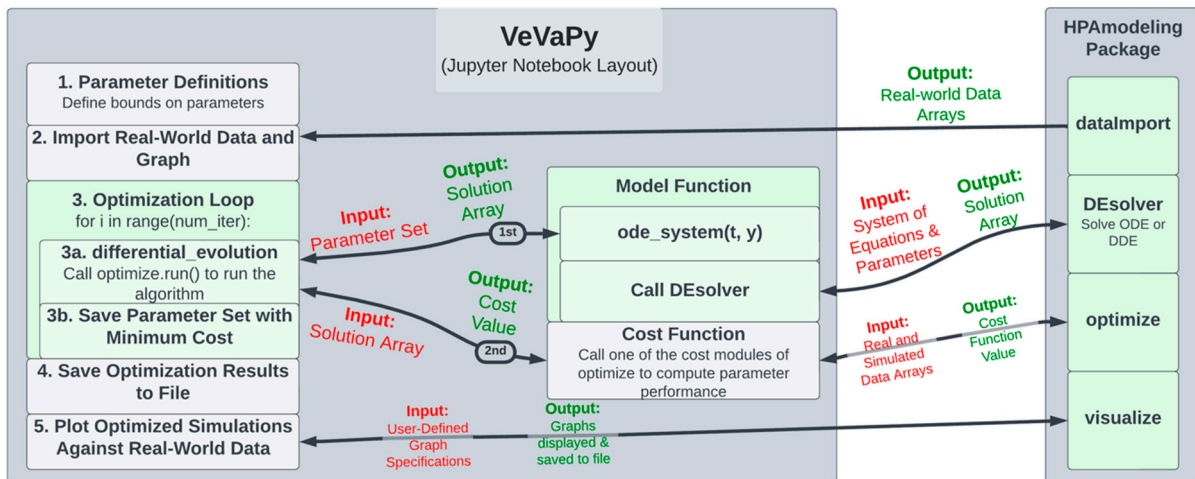 VeVaPy
(Jupyter Notebook Layout)
HPAmodeling
Package
1. Parameter Definitions
Define bounds on parameters
2. Import Real-World Data and
Graph
3. Optimization Loop
for i in range(num_iter):
3a. differential_evolution
Call optimize.run() to run the
algorithm
3b. Save Parameter Set with
Minimum Cost
4. Save Optimization Results
to File
5. Plot Optimized Simulations
Against Real-World Data
Input:
Parameter Set
Output:
Solution
Array
1st
Input:
Solution Array
Output:
Cost
Value
2nd
Model Function
ode_system(t, y)
Call DEsolver
Cost Function
Call one of the cost modules of
optimize to compute parameter
performance
Output:
Real-world Data
Arrays
Input:
System of
Equations &
Parameters
Output:
Solution
Array
Input:
Real and
Simulated
Data Arrays
Output:
Cost
Function
Value
Input:
User-Defined
Graph
Specifications
Output:
Graphs
displayed &
saved to file
dataImport
DEsolver
Solve ODE or
DDE
optimize
visualize